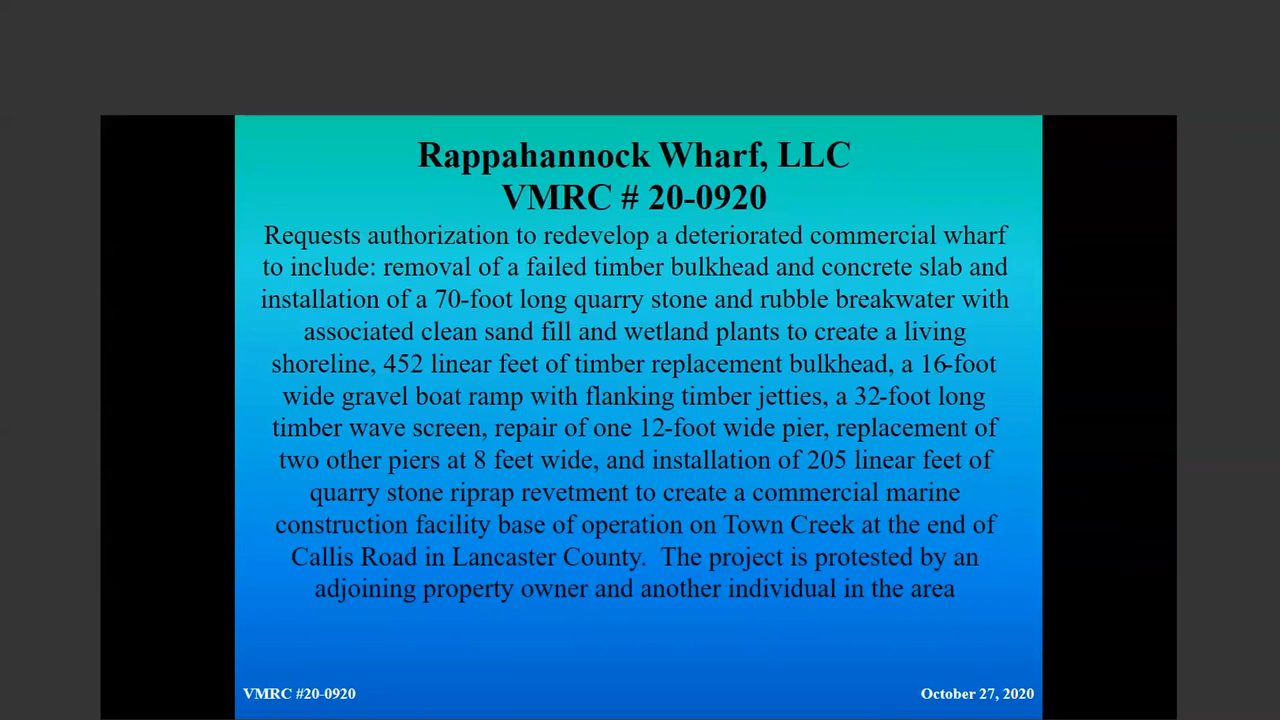 Rappahannock Wharf, LLC
VMRC # 20-0920
Requests authorization to redevelop a deteriorated commercial wharf
to include: removal of a failed timber bulkhead and concrete slab and
installation of a 70-foot long quarry stone and rubble breakwater with
associated clean sand fill and wetland plants to create a living
shoreline, 452 linear feet of timber replacement bulkhead, a 16-foot
wide gravel boat ramp with flanking timber jetties, a 32-foot long
timber wave screen, repair of one 12-foot wide pier, replacement of
two other piers at 8 feet wide, and installation of 205 linear feet of
quarry stone riprap revetment to create a commercial marine
construction facility base of operation on Town Creek at the end of
Callis Road in Lancaster County.  The project is protested by an
adjoining property owner and another individual in the area
VMRC #20-0920
October 27, 2020